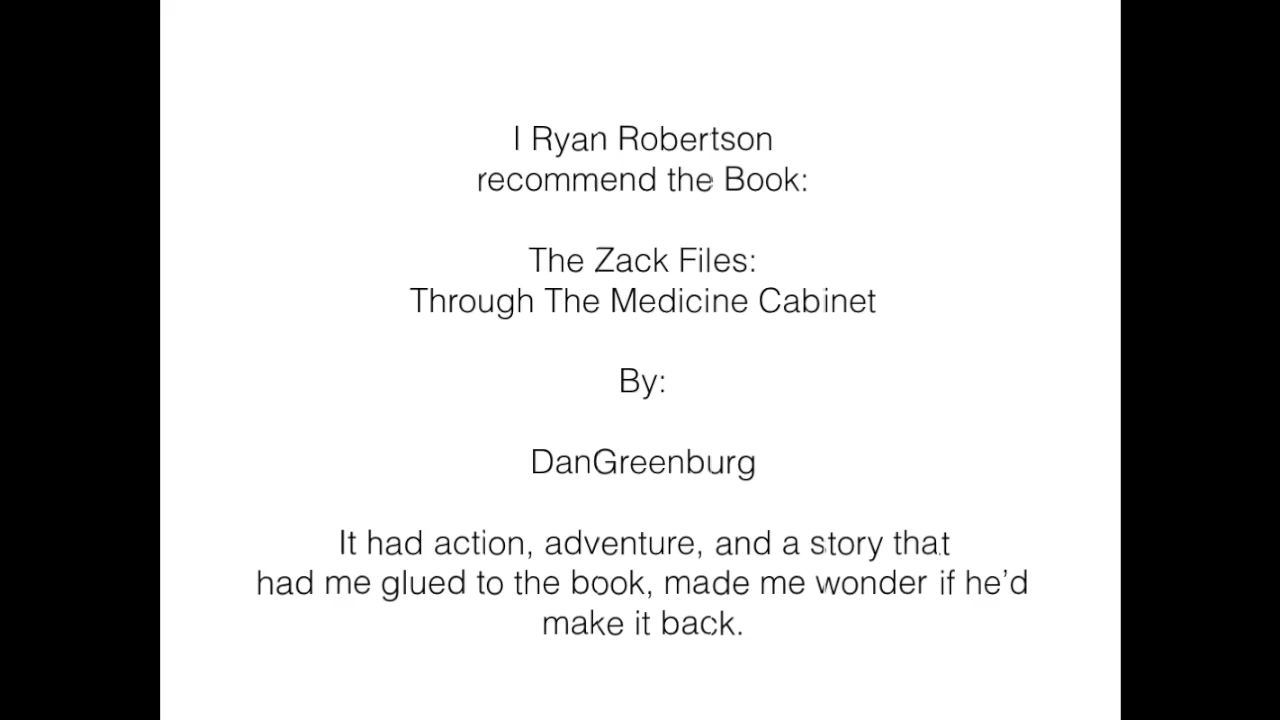 I Ryan Robertson
recommend the Book:
The Zack Files:
Through The Medicine Cabinet
By:
DanGreenburg
It had action, adventure, and a story that
had me glued to the book, made me wonder if he’d
make it back.